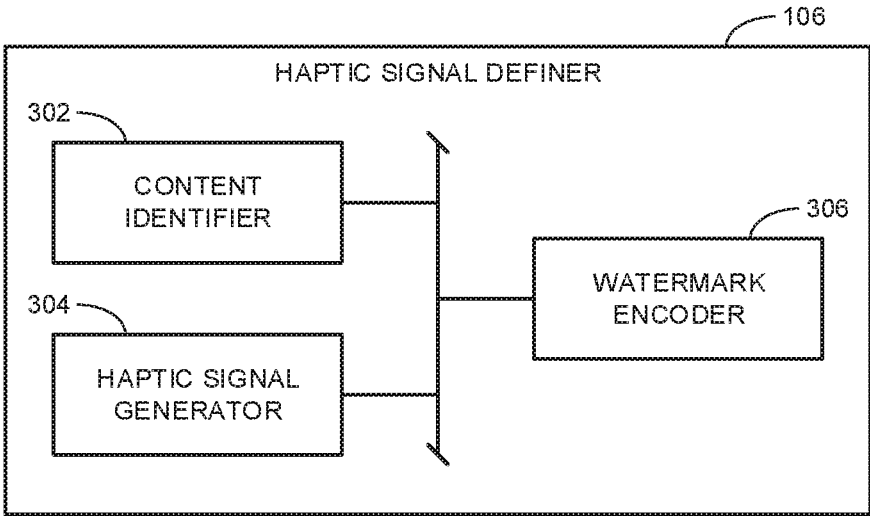 106
HAPTIC SIGNAL DEFINER
302
CONTENT
IDENTIFIER
306
WATERMARK
ENCODER
304
HAPTIC SIGNAL
GENERATOR